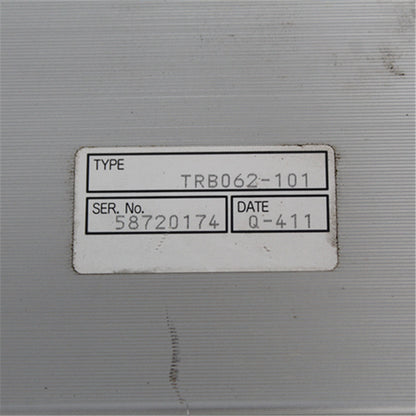 TYPE
TRB062-101
SER. No. DATE
58720174 Q-411